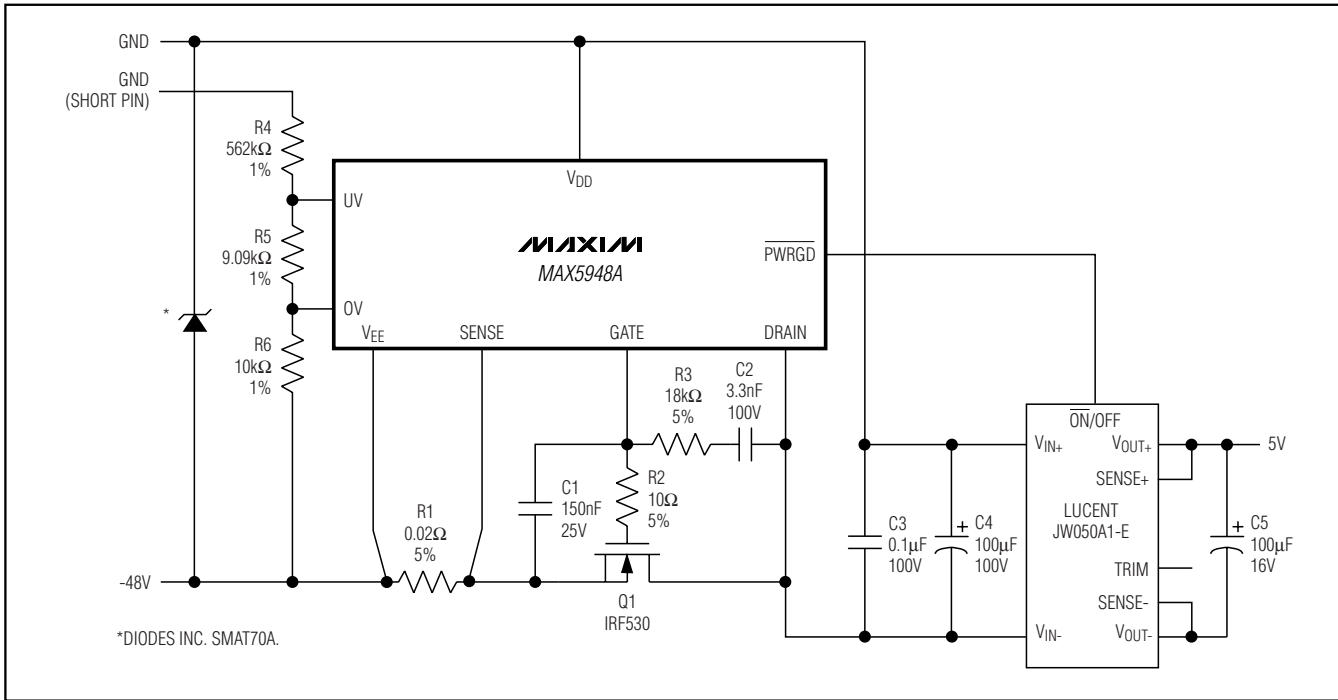 GND
GND
(SHORT PIN)
R4
562kΩ
1%
R5
9.09kΩ
1%
R6
10kΩ
1%
*
-48V
*DIODES INC. SMAT70A.
VDD
UV
OV
MAXIM
MAX5948A
PWRGD
VEE
SENSE
GATE
DRAIN
R1
0.02Ω
5%
C1
150nF
25V
R2
10Ω
5%
R3
18kΩ
5%
C2
3.3nF
100V
Q1
IRF530
C3
0.1µF
100V
+
C4
100µF
100V
ON/OFF
VIN+
VOUT+
SENSE+
LUCENT
JW050A1-E
TRIM
SENSE-
VIN-
VOUT-
5V
+
C5
100µF
16V